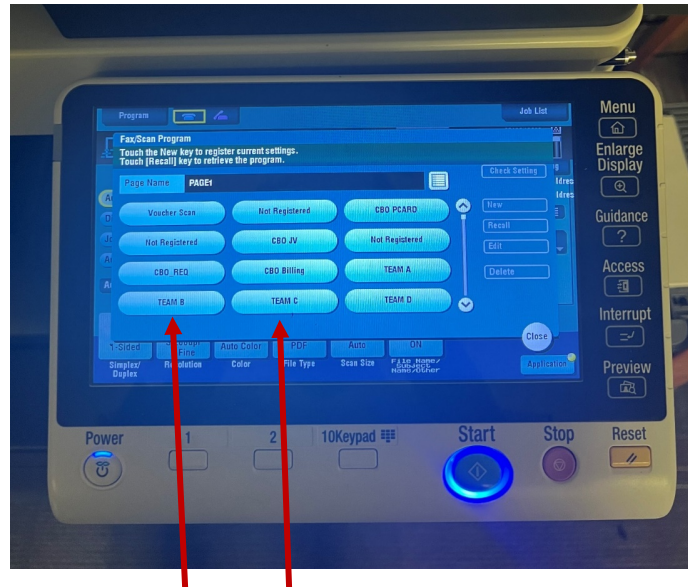 Program
Job List
Fax/Scan Program
Touch the New key to register current settings.
Touch [Recall] key to retrieve the program.
Check Setting
Page Name PAGE1
Voucher Scan Not Registered CBO PCARD
Not Registered CBO JV Not Registered
CBO REQ CBO Billing TEAM A
TEAM B TEAM C TEAM D
New
Recall
Edit
Delete
Close
1-Sided Fine Auto Color PDF Auto ON
Simplex/ Resolution Color File Type Scan Size File Name/
Duplex Subject
Name/Other
Application
Menu
Enlarge
Display
Guidance
?
Access
ID
Interrupt
Preview
Power 1 2 10Keypad Start Stop Reset